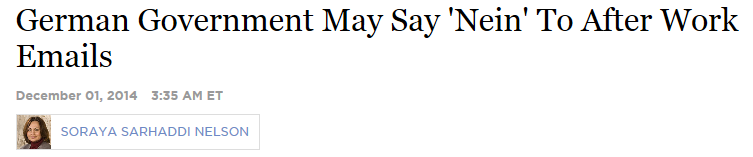 German Government May Say 'Nein' To After Work
Emails
December 01, 2014 3:35 AM ET
SORAYA SARHADDI NELSON